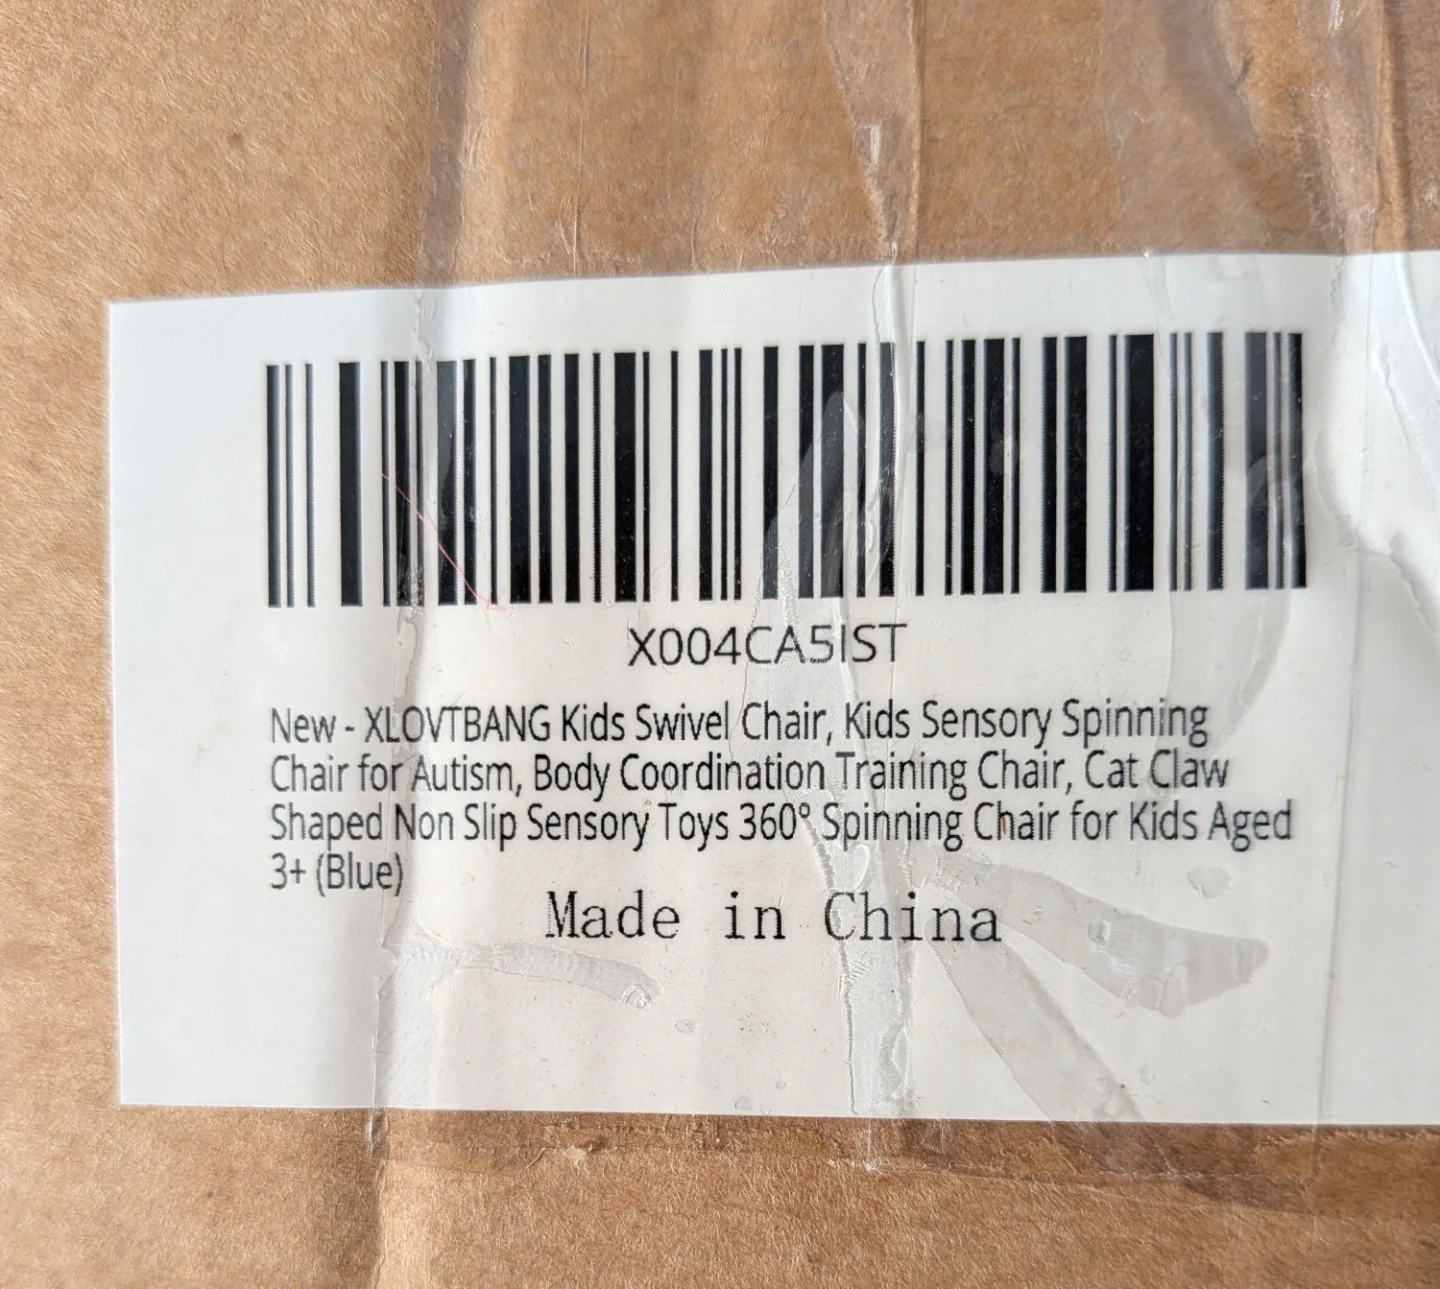 X004CA5IST
New - XLOVTBANG Kids Swivel Chair, Kids Sensory Spinning
Chair for Autism, Body Coordination Training Chair, Cat Claw
Shaped Non Slip Sensory Toys 360° Spinning Chair for Kids Aged
3+ (Blue)
Made in China